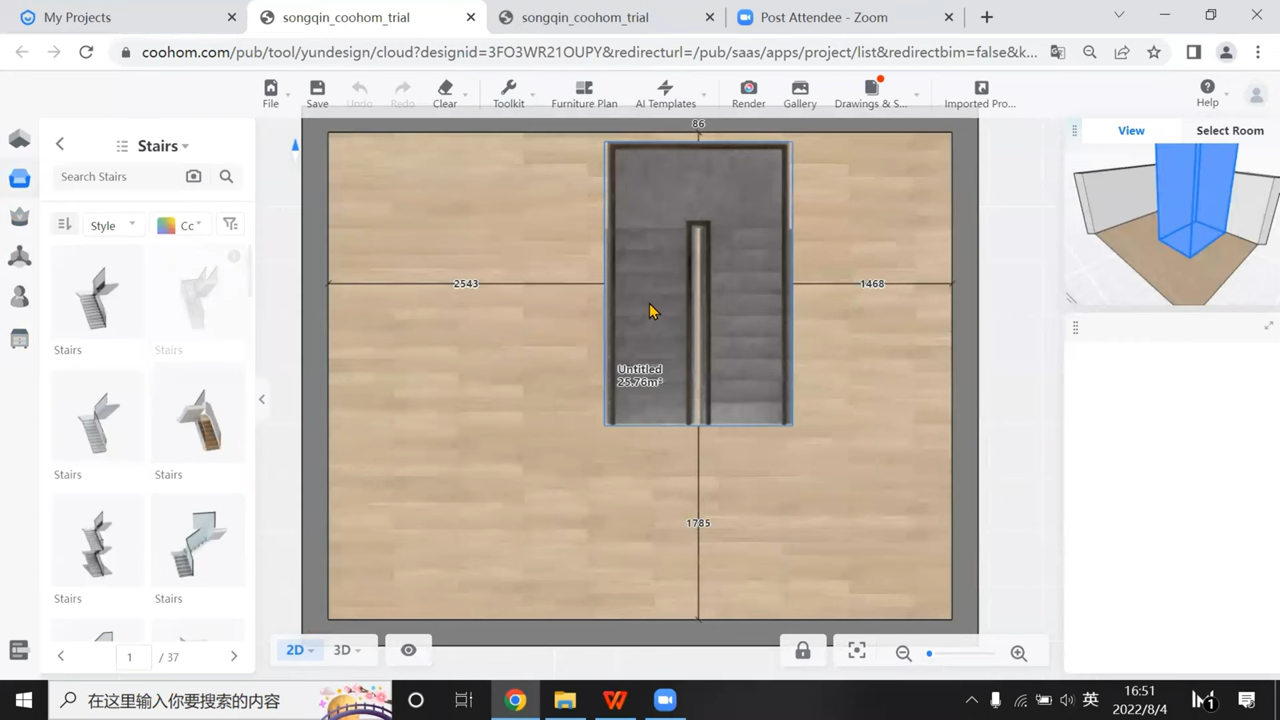 My Projects
songqin_coohom_trial
songqin_coohom_trial
Post Attendee - Zoom
coohom.com/pub/tool/yundesign/cloud?designid=3FO3WR21OUPY&redirecturl=/pub/saas/apps/project/list&redirectbim=false&k...
File
Save
Undo
Redo
Clear
Toolkit
Furniture Plan
AI Templates
Render
Gallery
Drawings & S...
Imported Pro...
Help
Stairs
Search Stairs
Style
Cc
Stairs
Stairs
Stairs
Stairs
Stairs
Stairs
1 / 37
86
2543
1468
Untitled
25.76m²
1785
2D
3D
View
Select Room
在这里输入你要搜索的内容
英
16:51
2022/8/4
1